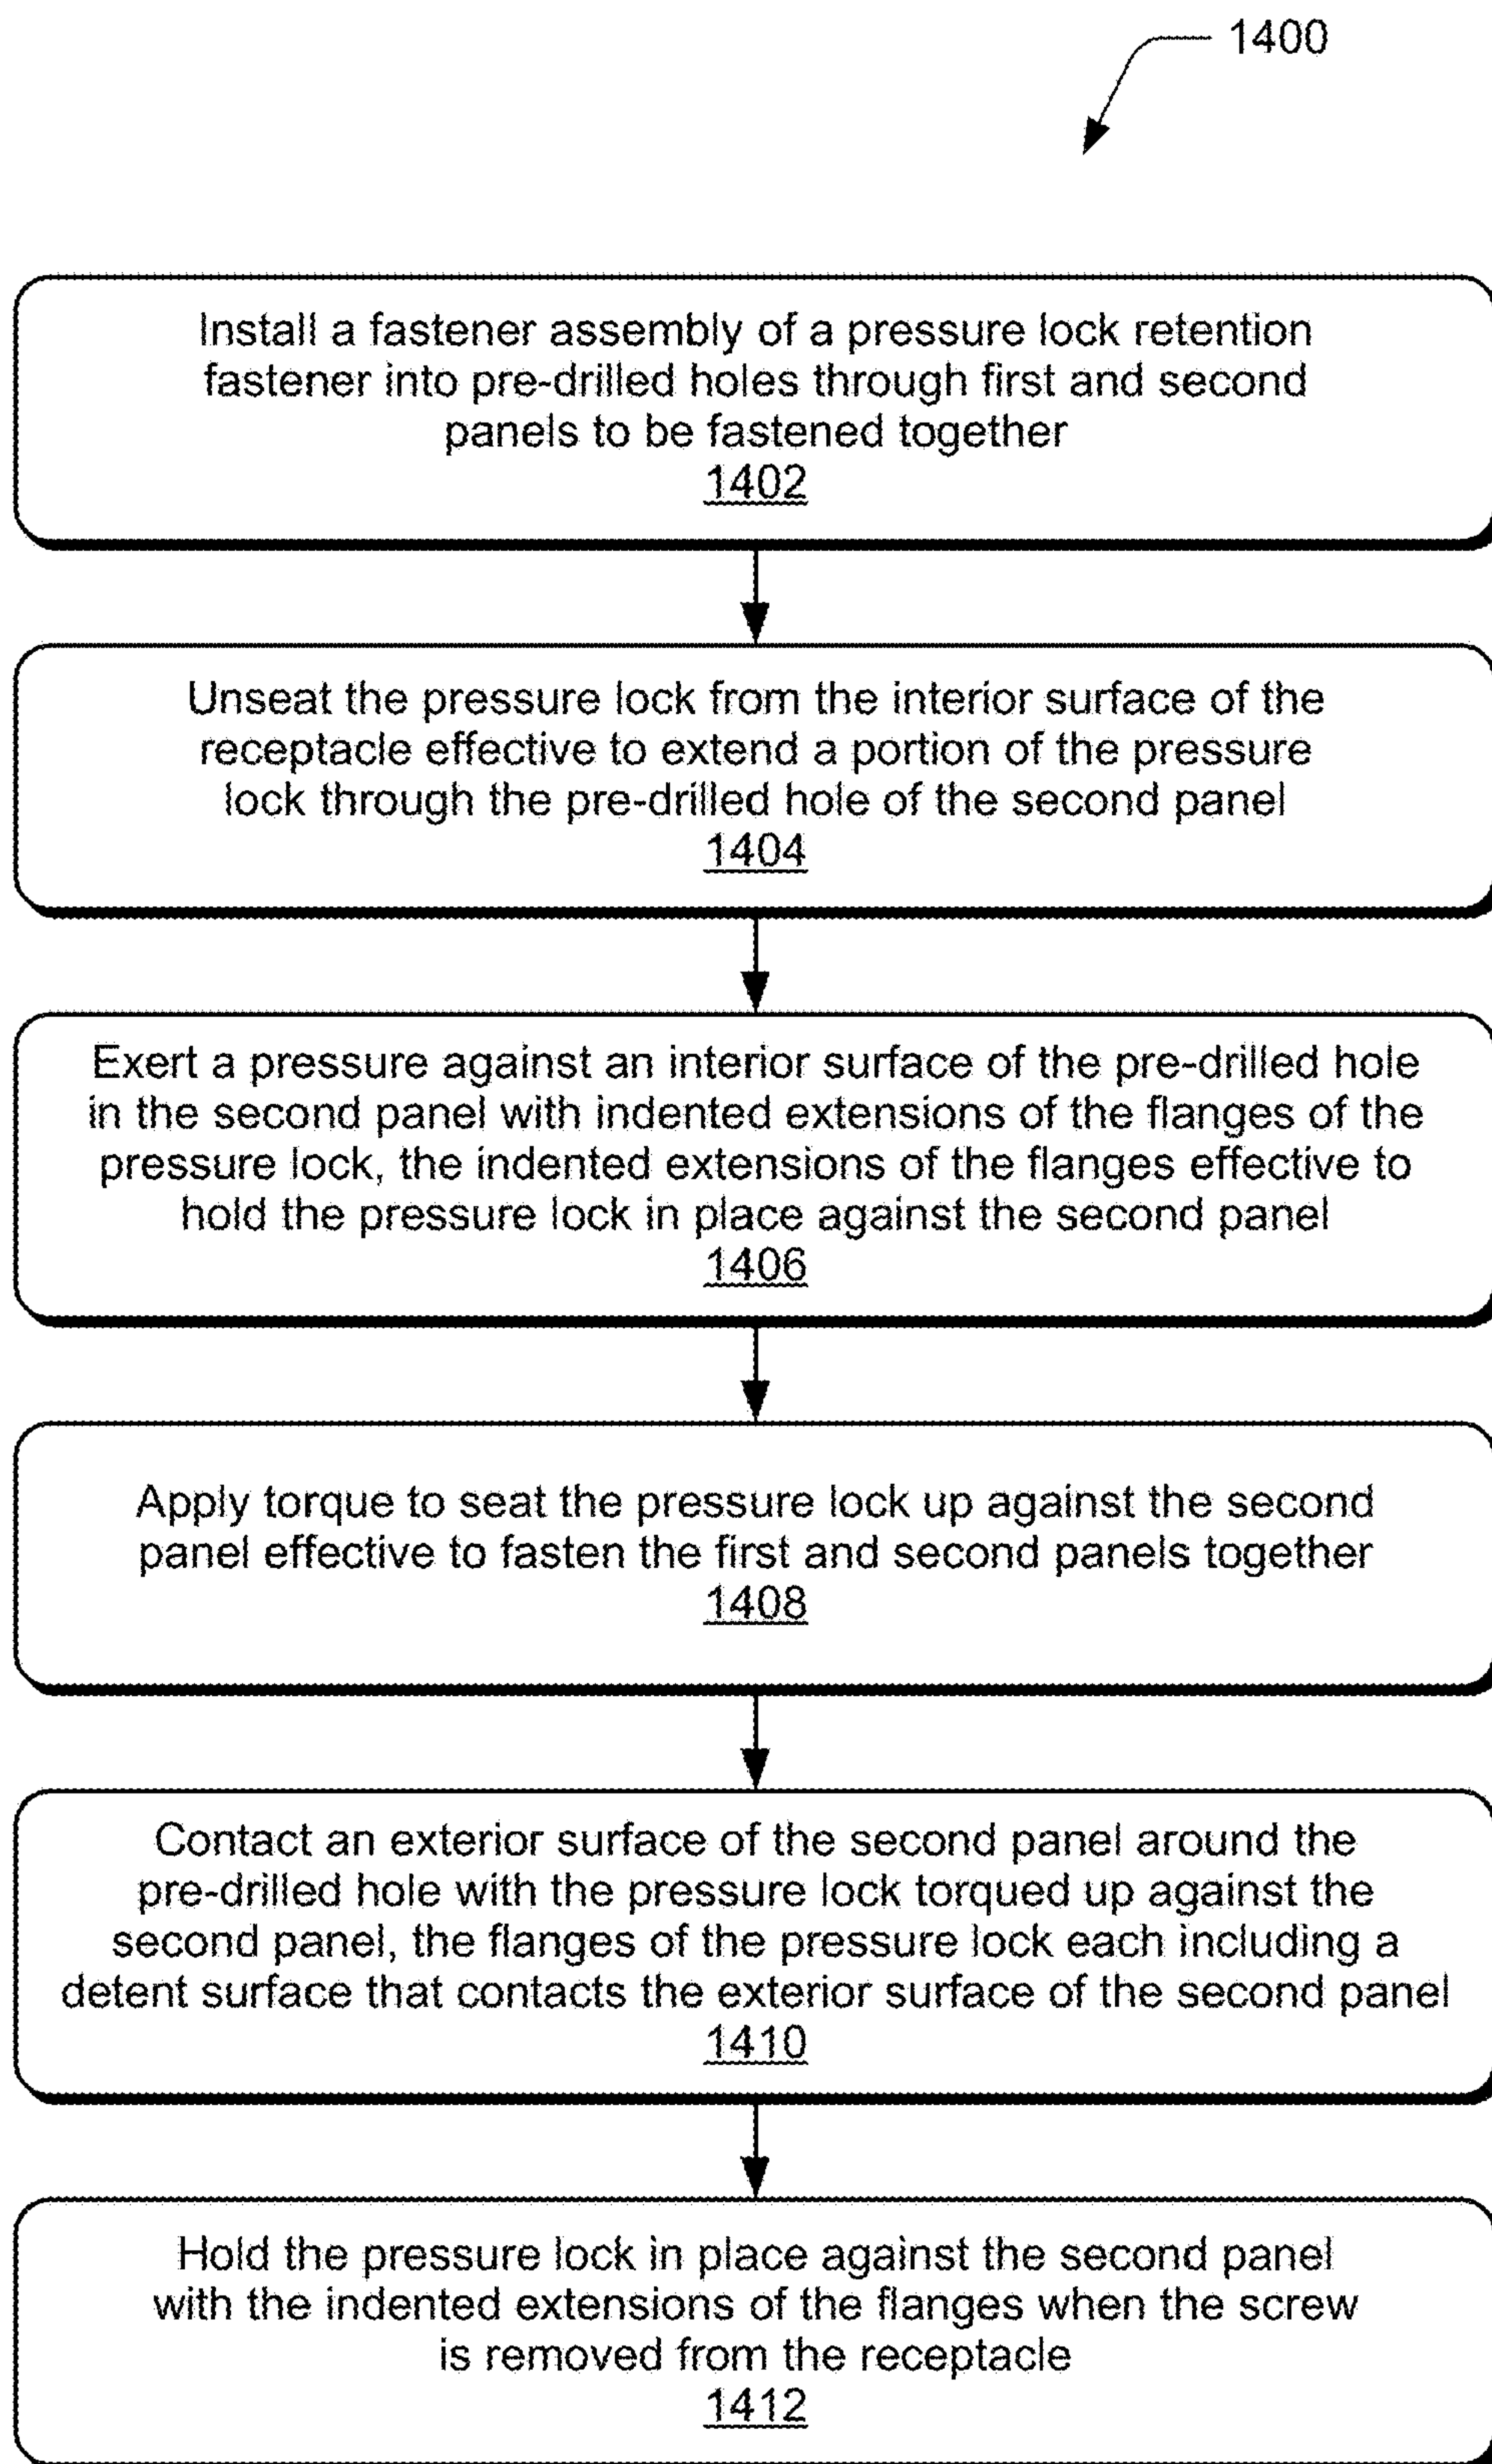 1400
Install a fastener assembly of a pressure lock retention
fastener into pre-drilled holes through first and second
panels to be fastened together
1402
Unseat the pressure lock from the interior surface of the
receptacle effective to extend a portion of the pressure
lock through the pre-drilled hole of the second panel
1404
Exert a pressure against an interior surface of the pre-drilled hole
in the second panel with indented extensions of the flanges of the
pressure lock, the indented extensions of the flanges effective to
hold the pressure lock in place against the second panel
1406
Apply torque to seat the pressure lock up against the second
panel effective to fasten the first and second panels together
1408
Contact an exterior surface of the second panel around the
pre-drilled hole with the pressure lock torqued up against the
second panel, the flanges of the pressure lock each including a
detent surface that contacts the exterior surface of the second panel
1410
Hold the pressure lock in place against the second panel
with the indented extensions of the flanges when the screw
is removed from the receptacle
1412